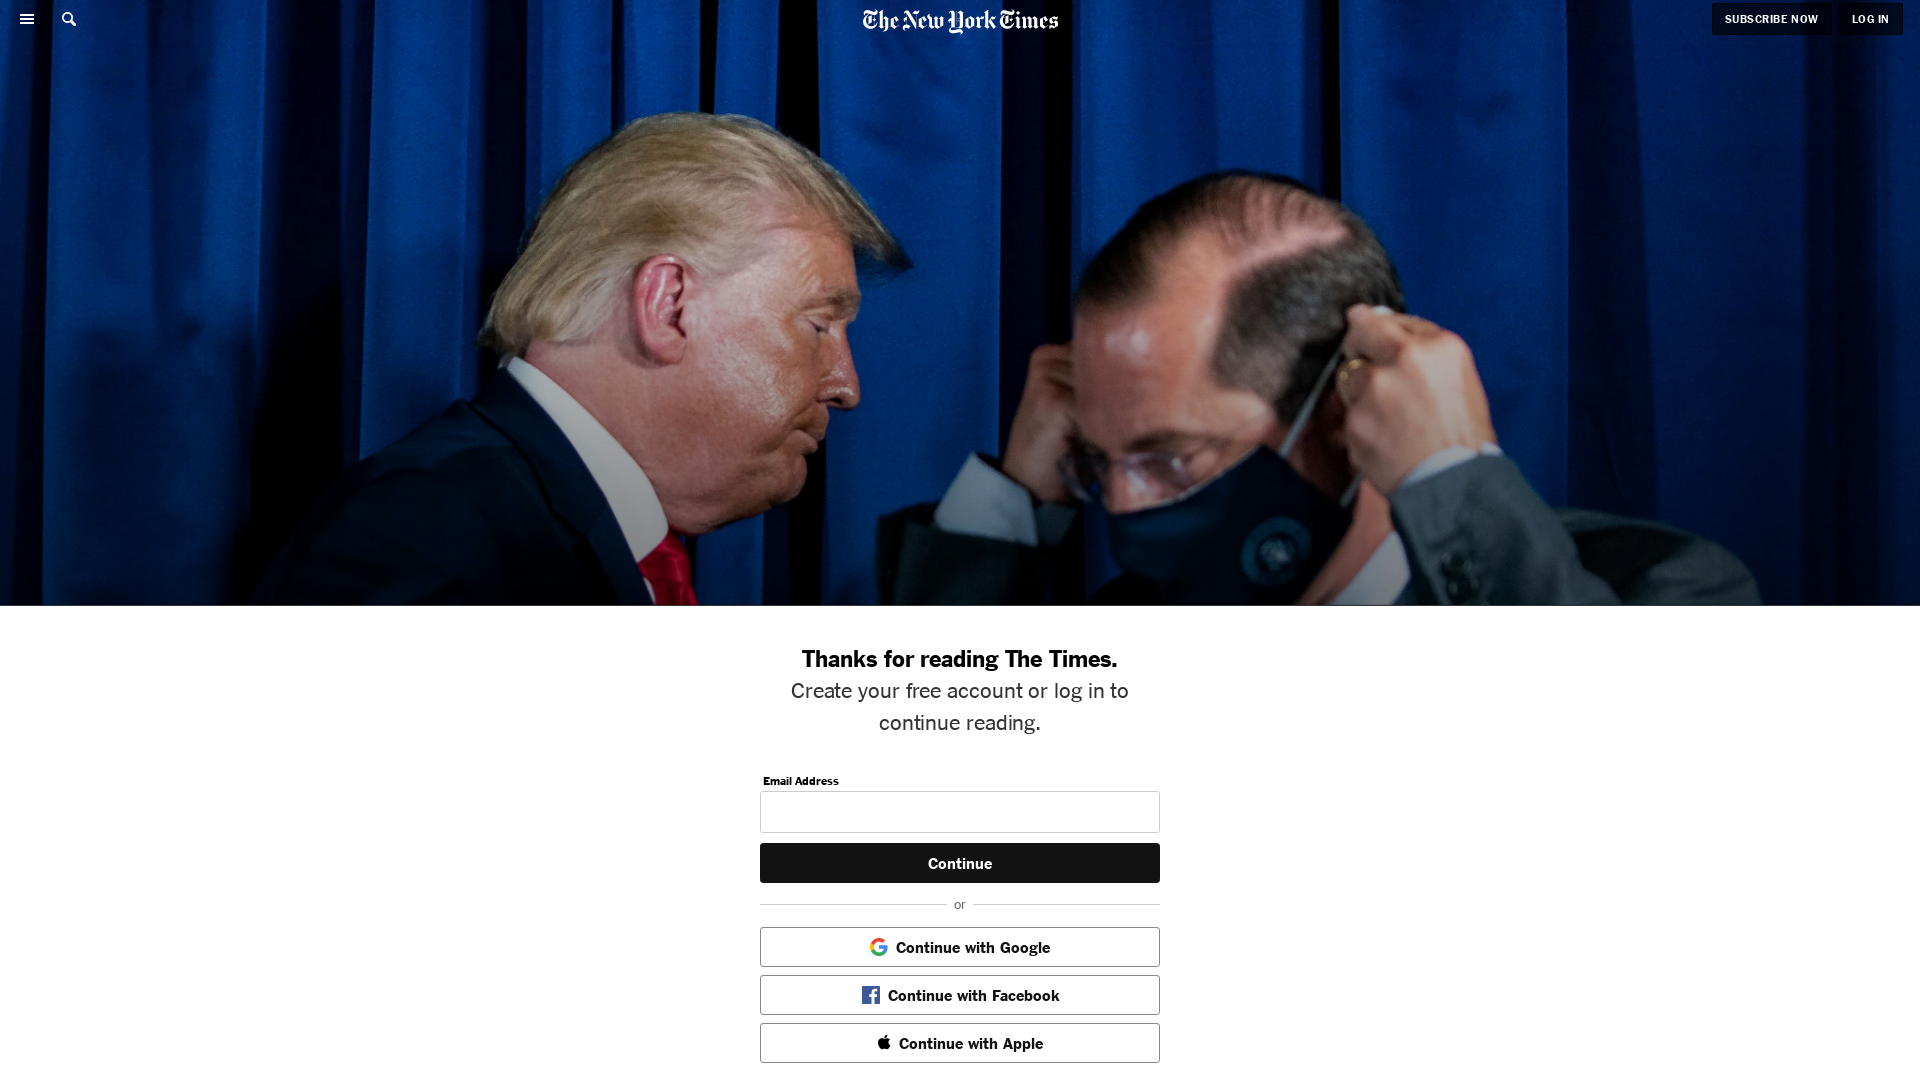 The New York Times
SUBSCRIBE NOW
LOG IN
Thanks for reading The Times.
Create your free account or log in to
continue reading.
Email Address
Continue
or
Continue with Google
Continue with Facebook
Continue with Apple